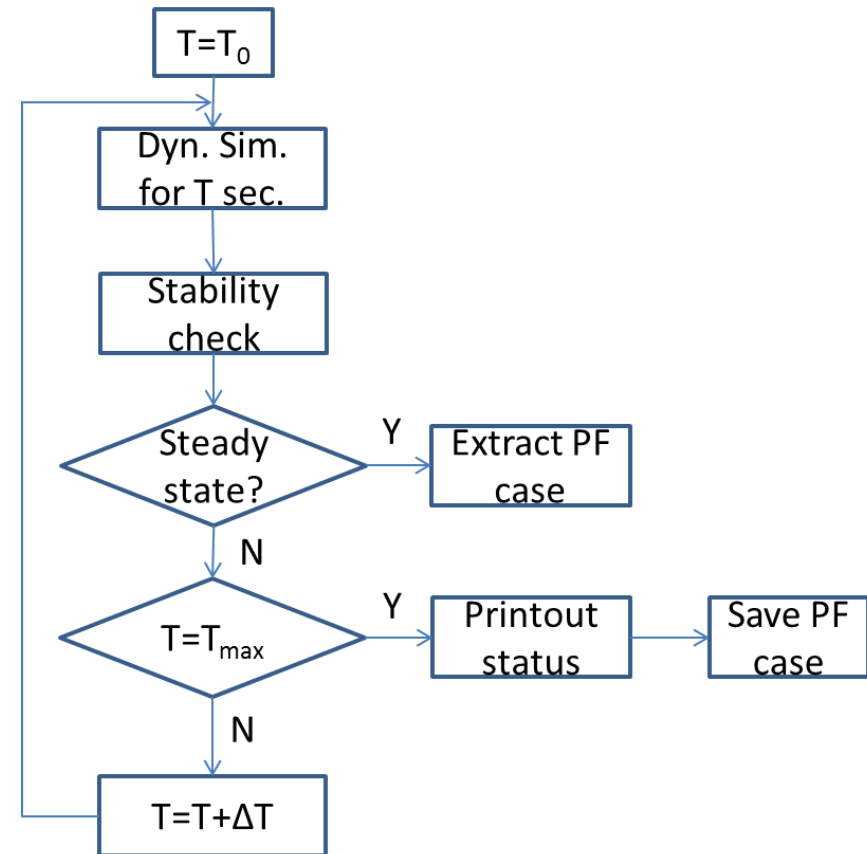 T=T₀
Dyn. Sim.
for T sec.
Stability
check
Steady
state?
Y
Extract PF
case
N
T=Tmax
Y
Printout
status
Save PF
case
N
T=T+ΔT